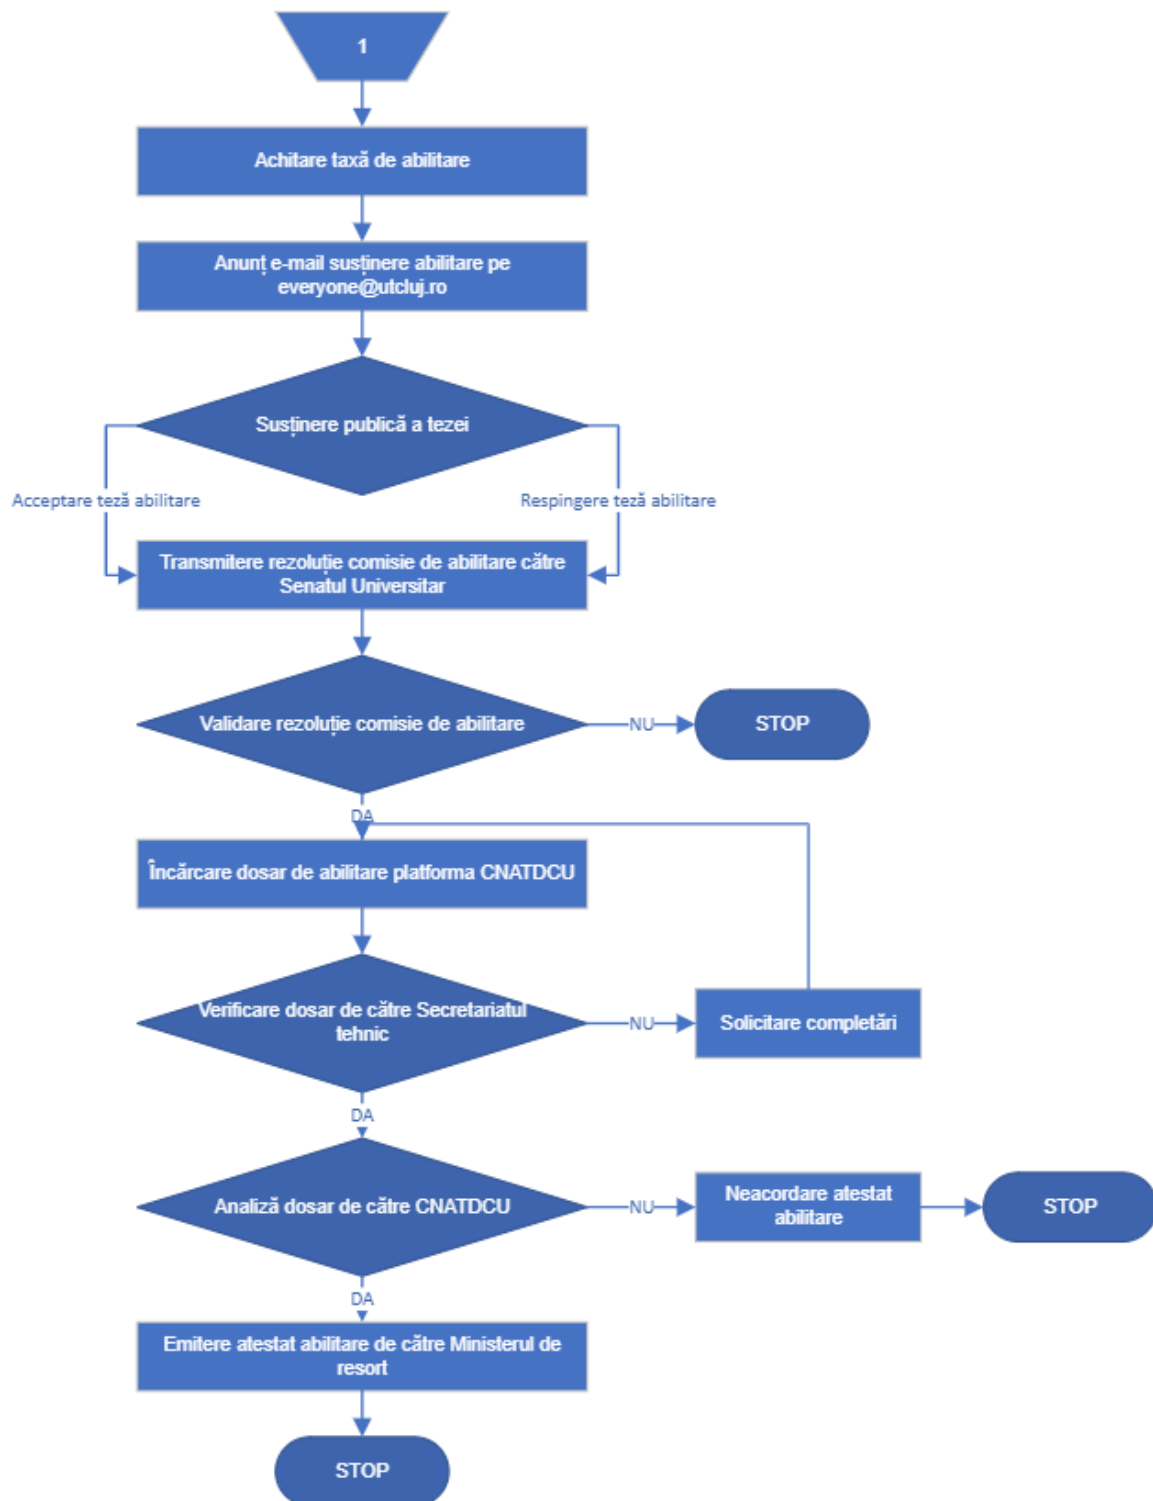 1
Achitare taxă de abilitare
Anunț e-mail susținere abilitare pe
everyone@utcluj.ro
Susținere publică a tezei
Acceptare teză abilitare
Respingere teză abilitare
Transmitere rezoluție comisie de abilitare către
Senatul Universitar
Validare rezoluție comisie de abilitare
NU
STOP
DA
Încărcare dosar de abilitare platforma CNATDCU
Verificare dosar de către Secretariatul
tehnic
NU
Solicitare completări
DA
Analiză dosar de către CNATDCU
NU
Neacordare atestat
abilitare
STOP
DA
Emitere atestat abilitare de către Ministerul de
resort
STOP